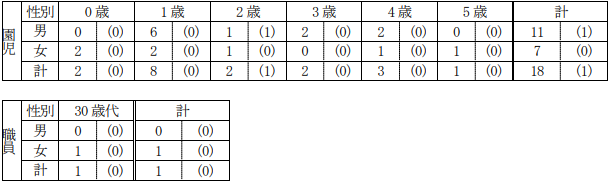 園児 性別 0歳 1歳 2歳 3歳 4歳 5歳 計
男 0 (0) 6 (0) 1 (1) 2 (0) 2 (0) 0 (0) 11 (1)
女 2 (0) 2 (0) 1 (0) 0 (0) 1 (0) 1 (0) 7 (0)
計 2 (0) 8 (0) 2 (1) 2 (0) 3 (0) 1 (0) 18 (1)
職員 性別 30歳代 計
男 0 (0) 0 (0)
女 1 (0) 1 (0)
計 1 (0) 1 (0)